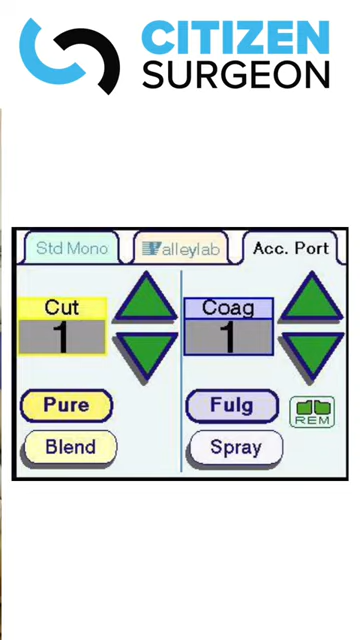 CITIZEN
SURGEON
Std Mono
Valleylab
Acc. Port
Cut
1
Coag
1
Pure
Fulg
REM
Blend
Spray